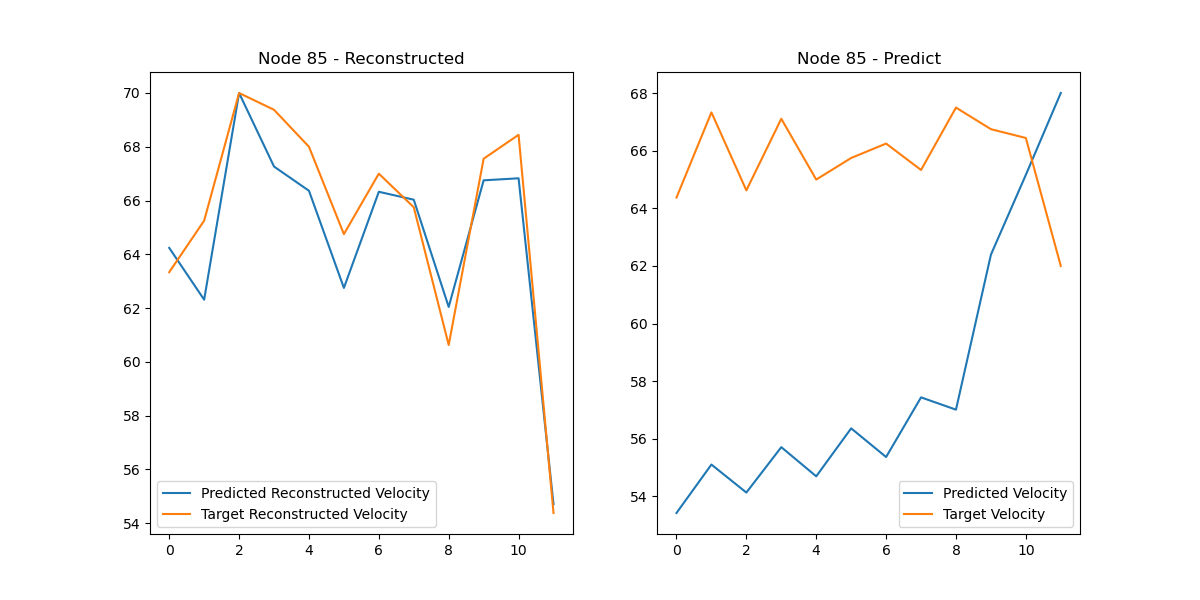 Node 85 - Reconstructed
70
68
66
64
62
60
58
56
54
0 2 4 6 8 10
Predicted Reconstructed Velocity
Target Reconstructed Velocity
Node 85 - Predict
68
66
64
62
60
58
56
54
0 2 4 6 8 10
Predicted Velocity
Target Velocity